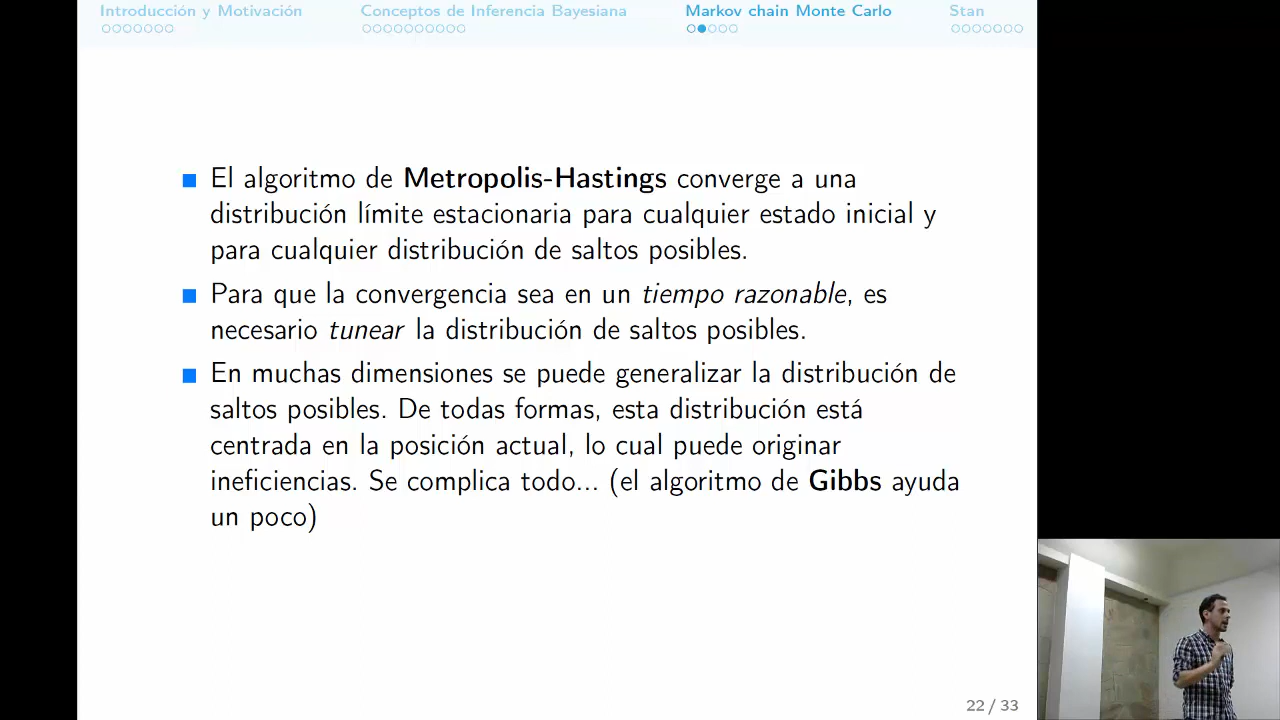 Introducción y Motivación Conceptos de Inferencia Bayesiana Markov chain Monte Carlo Stan
El algoritmo de Metropolis-Hastings converge a una
distribución límite estacionaria para cualquier estado inicial y
para cualquier distribución de saltos posibles.
Para que la convergencia sea en un tiempo razonable, es
necesario tunear la distribución de saltos posibles.
En muchas dimensiones se puede generalizar la distribución de
saltos posibles. De todas formas, esta distribución está
centrada en la posición actual, lo cual puede originar
ineficiencias. Se complica todo... (el algoritmo de Gibbs ayuda
un poco)
22 / 33